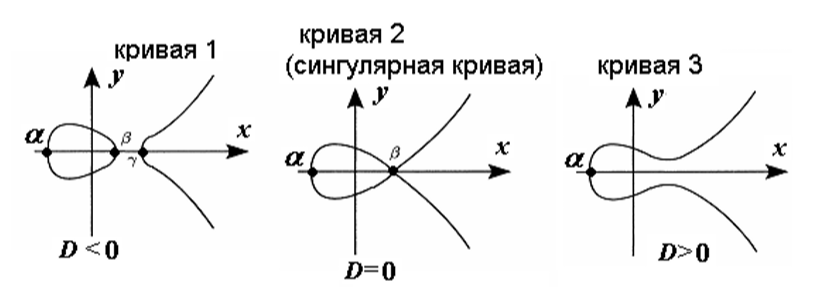 кривая 1
y
α
β
γ
x
D < 0
кривая 2
(сингулярная кривая)
y
α
β
x
D=0
кривая 3
y
α
x
D>0